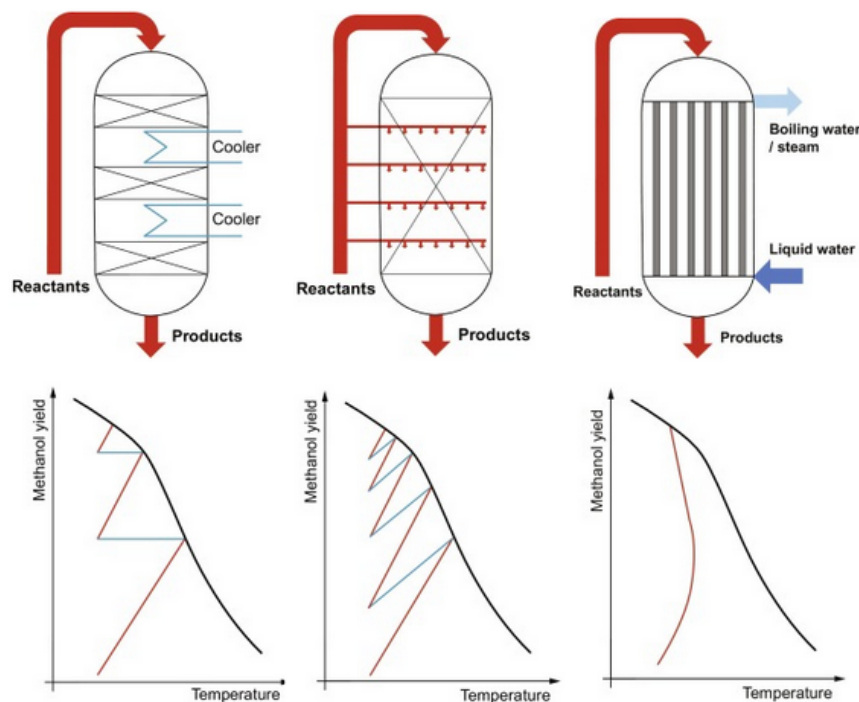 Cooler
Cooler
Reactants
Products
Reactants
Products
Boiling water
/ steam
Liquid water
Reactants
Products
Methanol yield
Temperature
Methanol yield
Temperature
Methanol yield
Temperature